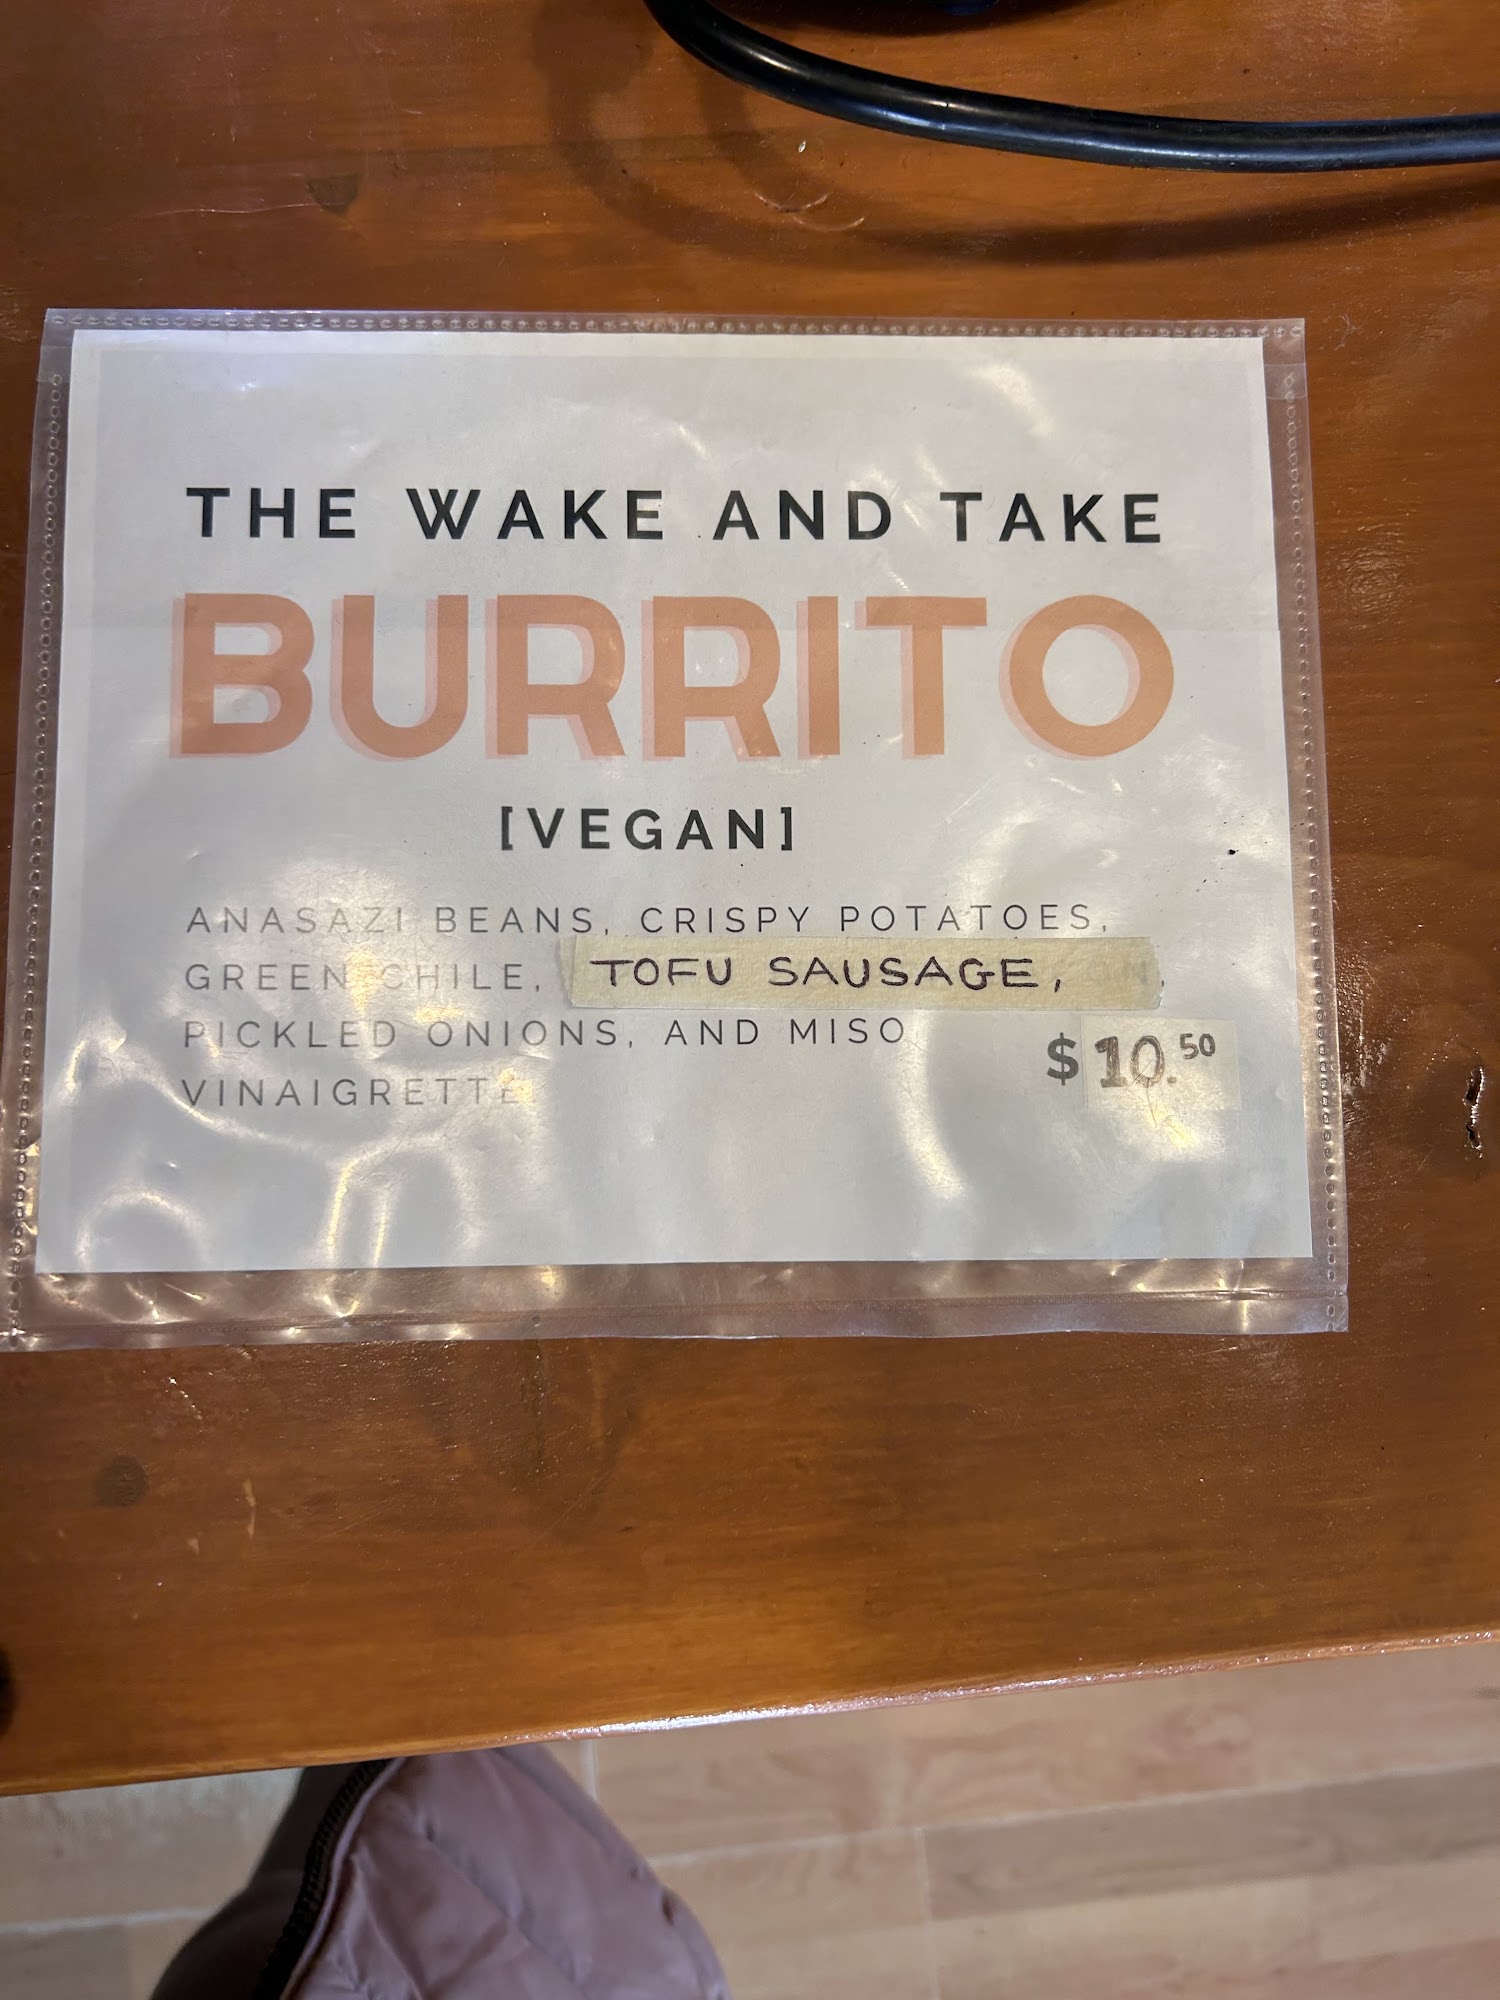 THE WAKE AND TAKE
BURRITO
[VEGAN]
ANASAZI BEANS, CRISPY POTATOES,
GREEN CHILE, TOFU SAUSAGE, ,
PICKLED ONIONS, AND MISO
VINAIGRETTE.
$10.50